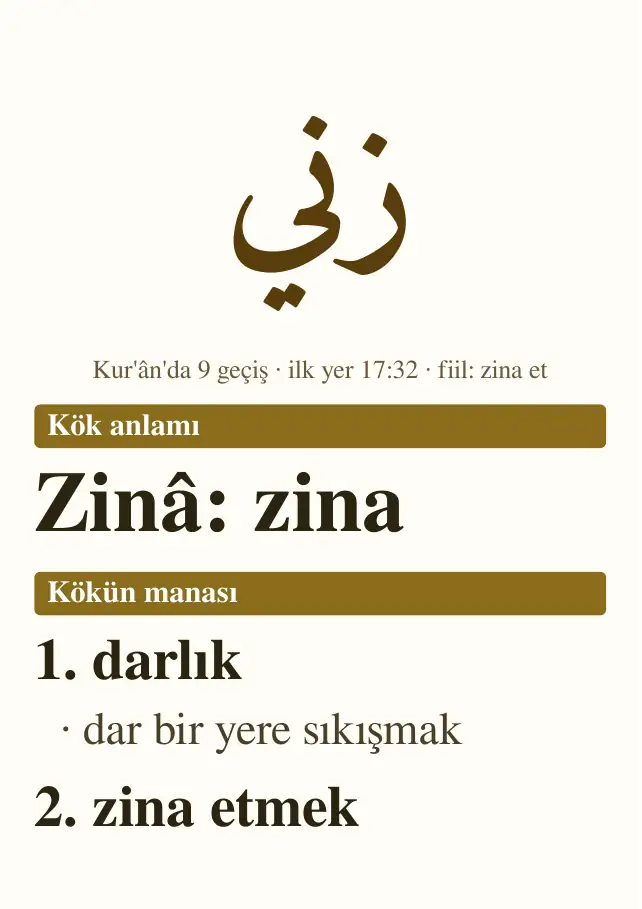 زني
Kur'ân'da 9 geçiş · ilk yer 17:32 · fiil: zina et
Kök anlamı
Zinâ: zina
Kökün manası
1. darlık
· dar bir yere sıkışmak
2. zina etmek